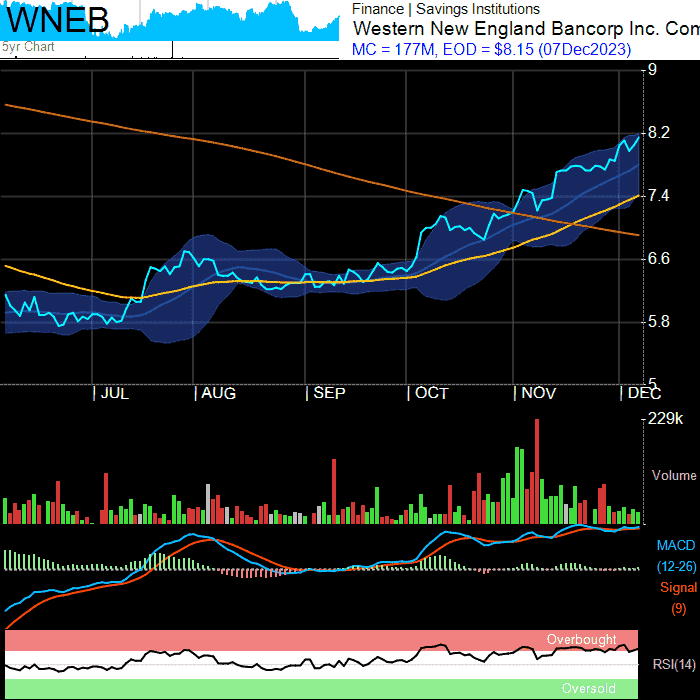 WNEB
5yr Chart
Finance | Savings Institutions
Western New England Bancorp Inc. Com
MC = 177M, EOD = $8.15 (07Dec2023)
9
8.2
7.4
6.6
5.8
5
JUL AUG SEP OCT NOV DEC
229k
Volume
MACD
(12-26)
Signal
(9)
Overbought
RSI(14)
Oversold